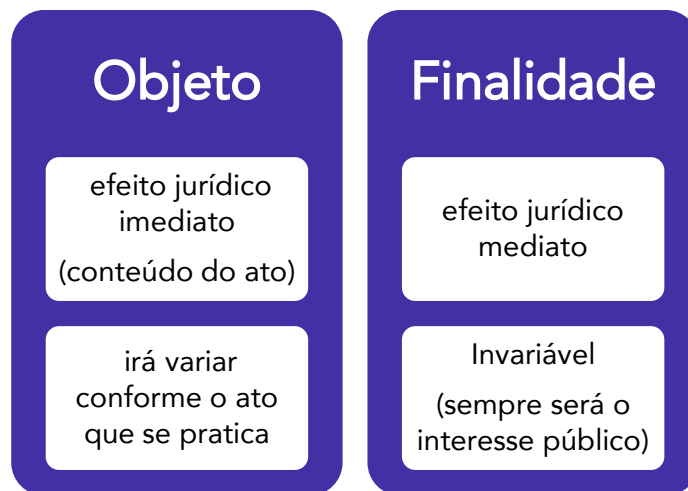 Objeto
efeito jurídico
imediato
(conteúdo do ato)
irá variar
conforme o ato
que se pratica
Finalidade
efeito jurídico
mediato
Invariável
(sempre será o
interesse público)